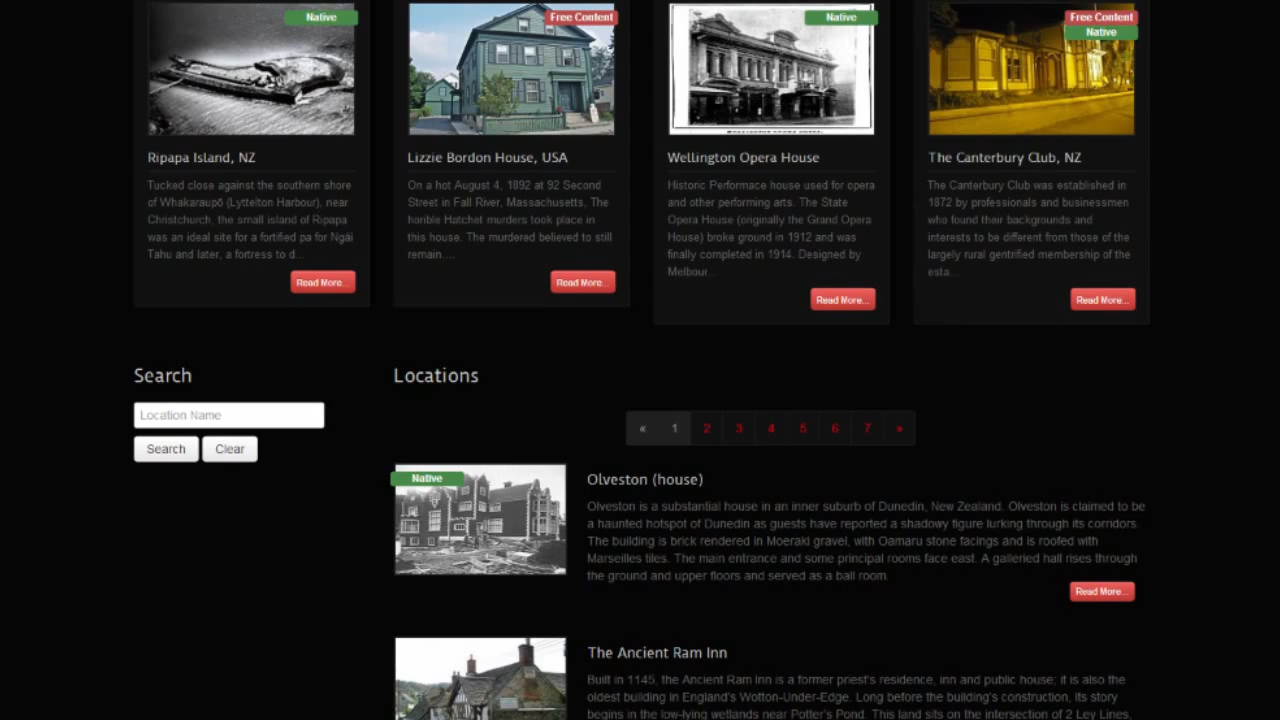 Native
Free Content
Native
Free Content
Native
Ripapa Island, NZ
Tucked close against the southern shore
of Whakaraupō (Lyttelton Harbour), near
Christchurch, the small island of Ripapa
was an ideal site for a fortified pa for Ngāi
Tahu and later, a fortress to d...
Read More...
Lizzie Bordon House, USA
On a hot August 4, 1892 at 92 Second
Street in Fall River, Massachusetts, The
horrible Hatchet murders took place in
this house. The murdered believed to still
remain....
Read More...
Wellington Opera House
Historic Performace house used for opera
and other performing arts. The State
Opera House (originally the Grand Opera
House) broke ground in 1912 and was
finally completed in 1914. Designed by
Melbour...
Read More...
The Canterbury Club, NZ
The Canterbury Club was established in
1872 by professionals and businessmen
who found their backgrounds and
interests to be different from those of the
largely rural gentrified membership of the
esta...
Read More...
Search
Location Name
Search Clear
Locations
« 1 2 3 4 5 6 7 »
Native
Olveston (house)
Olveston is a substantial house in an inner suburb of Dunedin, New Zealand. Olveston is claimed to be
a haunted hotspot of Dunedin as guests have reported a shadowy figure lurking through its corridors.
The building is brick rendered in Moeraki gravel, with Oamaru stone facings and is roofed with
Marseilles tiles. The main entrance and some principal rooms face east. A galleried hall rises through
the ground and upper floors and served as a ball room.
Read More...
The Ancient Ram Inn
Built in 1145, the Ancient Ram Inn is a former priest's residence, inn and public house; it is also the
oldest building in England's Wotton-Under-Edge. Long before the building's construction, its story
begins in the low-lying wetlands near Potter's Pond. This land sits on the intersection of 2 Ley Lines,